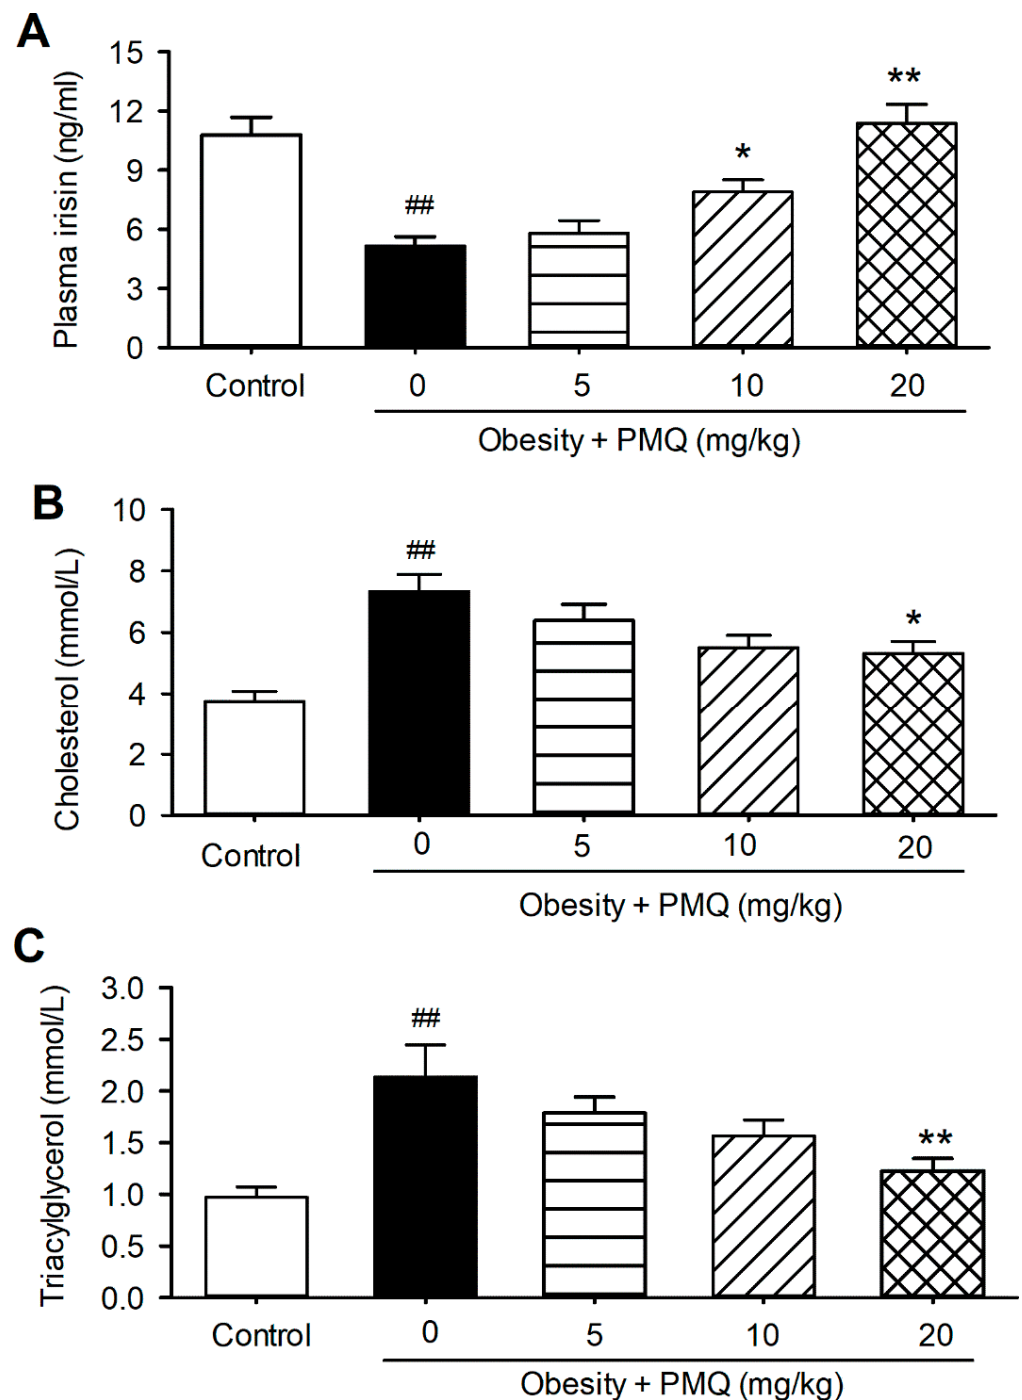 A
Plasma irisin (ng/ml)
15
12
9
6
3
0
##
*
**
Control 0 5 10 20
Obesity + PMQ (mg/kg)
B
Cholesterol (mmol/L)
10
8
6
4
2
0
##
*
Control 0 5 10 20
Obesity + PMQ (mg/kg)
C
Triacylglycerol (mmol/L)
3.0
2.5
2.0
1.5
1.0
0.5
0.0
##
**
Control 0 5 10 20
Obesity + PMQ (mg/kg)